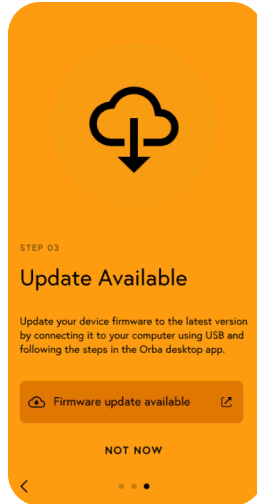 STEP 03
Update Available
Update your device firmware to the latest version
by connecting it to your computer using USB and
following the steps in the Orba desktop app.
Firmware update available
NOT NOW